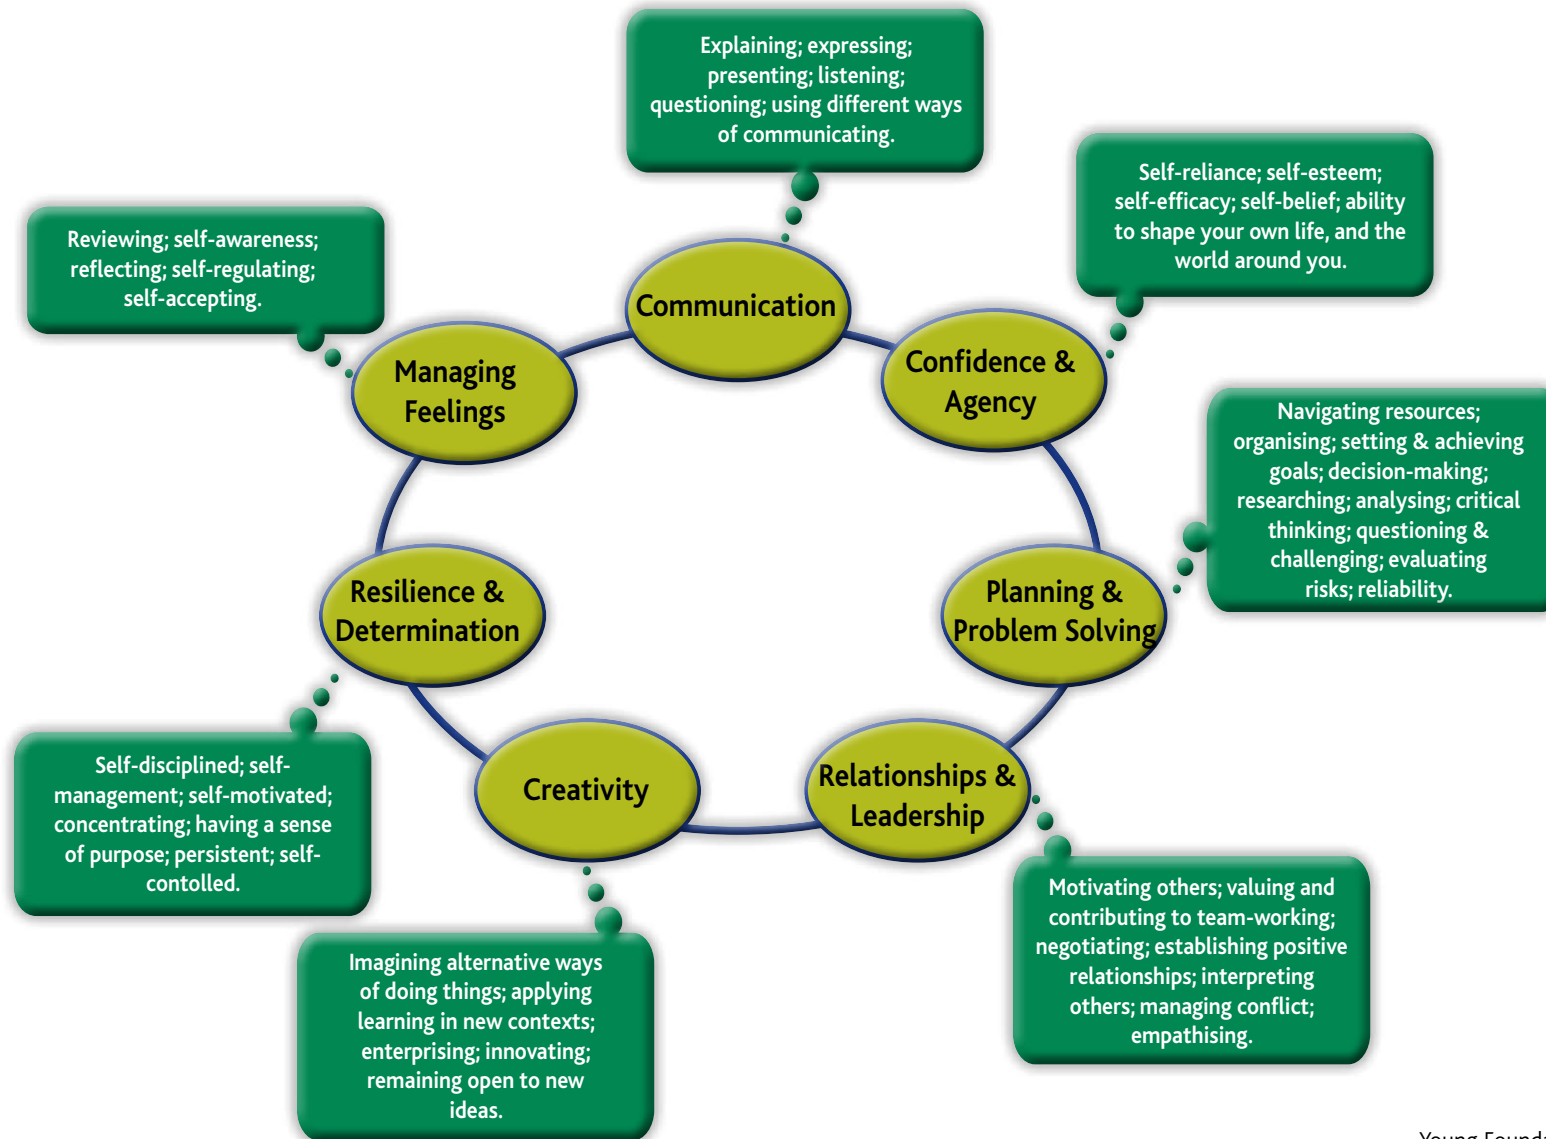 Explaining; expressing;
presenting; listening;
questioning; using different ways
of communicating.
Self-reliance; self-esteem;
self-efficacy; self-belief; ability
to shape your own life, and the
world around you.
Reviewing; self-awareness;
reflecting; self-regulating;
self-accepting.
Communication
Confidence &
Agency
Managing
Feelings
Navigating resources;
organising; setting & achieving
goals; decision-making;
researching; analysing; critical
thinking; questioning &
challenging; evaluating
risks; reliability.
Resilience &
Determination
Planning &
Problem Solving
Self-disciplined; self-
management; self-motivated;
concentrating; having a sense
of purpose; persistent; self-
contolled.
Creativity
Relationships &
Leadership
Motivating others; valuing and
contributing to team-working;
negotiating; establishing positive
relationships; interpreting
others; managing conflict;
empathising.
Imagining alternative ways
of doing things; applying
learning in new contexts;
enterprising; innovating;
remaining open to new
ideas.
Young